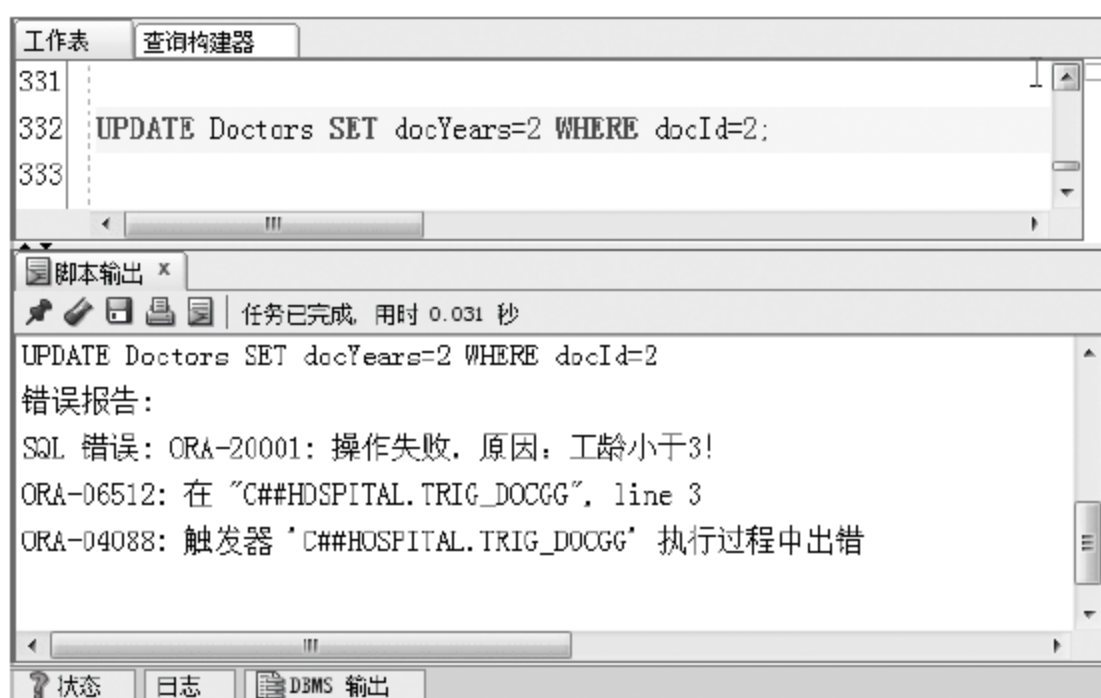 工作表 查询构建器
331
332 UPDATE Doctors SET docYears=2 WHERE docId=2;
333
脚本输出 x
任务已完成, 用时 0.031 秒
UPDATE Doctors SET docYears=2 WHERE docId=2
错误报告:
SQL 错误: ORA-20001: 操作失败. 原因: 工龄小于3!
ORA-06512: 在 "C##HOSPITAL.TRIG_DOCGG", line 3
ORA-04088: 触发器 'C##HOSPITAL.TRIG_DOCGG' 执行过程中出错
状态 日志 DBMS 输出